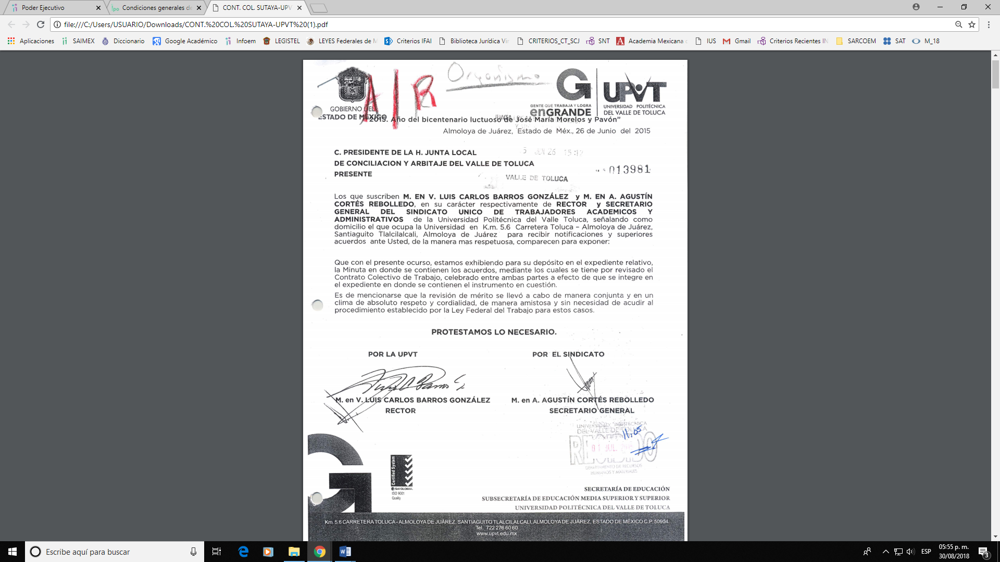 Poder Ejecutivo
Condiciones generales de
CONT. COL. SUTAYA-UPV
file:///C:/Users/USUARIO/Downloads/CONT.%20COL.%20SUTAYA-UPVT%20(1).pdf
Aplicaciones SAIMEX Diccionario Google Académico Infoem LEGISTEL LEYES Federales de M Criterios IFAI Biblioteca Jurídica Vir CRITERIOS_CT_SCJ SNT Academia Mexicana IUS Gmail Criterios Recientes IN SARCOEM SAT M_18
A/R
Organismo
GOBIERNO DEL
ESTADO DE MÉXICO
GENTE QUE TRABAJA Y LOGRA
enGRANDE
UPVT
UNIVERSIDAD POLITÉCNICA
DEL VALLE DE TOLUCA
"2015. Año del bicentenario luctuoso de José María Morelos y Pavón"
Almoloya de Juárez, Estado de Méx., 26 de Junio del 2015
C. PRESIDENTE DE LA H. JUNTA LOCAL
5 JUN 26 15:12
DE CONCILIACION Y ARBITAJE DEL VALLE DE TOLUCA
013981
PRESENTE
VALLE DE TOLUCA
Los que suscriben M. EN V. LUIS CARLOS BARROS GONZÁLEZ y M. EN A. AGUSTÍN
CORTÉS REBOLLEDO, en su carácter respectivamente de RECTOR y SECRETARIO
GENERAL DEL SINDICATO UNICO DE TRABAJADORES ACADEMICOS Y
ADMINISTRATIVOS de la Universidad Politécnica del Valle Toluca, señalando como
domicilio el que ocupa la Universidad en K.m. 5.6 Carretera Toluca – Almoloya de Juárez,
Santiaguito Tlalcilalcali, Almoloya de Juárez para recibir notificaciones y superiores
acuerdos ante Usted, de la manera mas respetuosa, comparecen para exponer:
Que con el presente ocurso, estamos exhibiendo para su depósito en el expediente relativo,
la Minuta en donde se contienen los acuerdos, mediante los cuales se tiene por revisado el
Contrato Colectivo de Trabajo, celebrado entre ambas partes a efecto de que se integre en
el expediente en donde se contienen el instrumento en cuestión.
Es de mencionarse que la revisión de mérito se llevó a cabo de manera conjunta y en un
clima de absoluto respeto y cordialidad, de manera amistosa y sin necesidad de acudir al
procedimiento establecido por la Ley Federal del Trabajo para estos casos.
PROTESTAMOS LO NECESARIO.
POR LA UPVT
POR EL SINDICATO
M. en V. LUIS CARLOS BARROS GONZÁLEZ
RECTOR
M. en A. AGUSTÍN CORTÉS REBOLLEDO
SECRETARIO GENERAL
UNIVERSIDAD POLITÉCNICA
DEL VALLE DE TOLUCA
11:05
RECIBIDO
01 JUL.
DEPARTAMENTO DE RECURSOS
HUMANOS Y MATERIALES
Certified System
SAI GLOBAL
ISO 9001
Quality
SECRETARÍA DE EDUCACIÓN
SUBSECRETARÍA DE EDUCACIÓN MEDIA SUPERIOR Y SUPERIOR
UNIVERSIDAD POLITÉCNICA DEL VALLE DE TOLUCA
Km. 5.6 CARRETERA TOLUCA - ALMOLOYA DE JUÁREZ, SANTIAGUITO TLALCILALCALI, ALMOLOYA DE JUÁREZ, ESTADO DE MÉXICO C.P. 50904.
Tel. 722 276 60 60
www.upvt.edu.mx
Escribe aquí para buscar
ESP
05:55 p. m.
30/08/2018
3